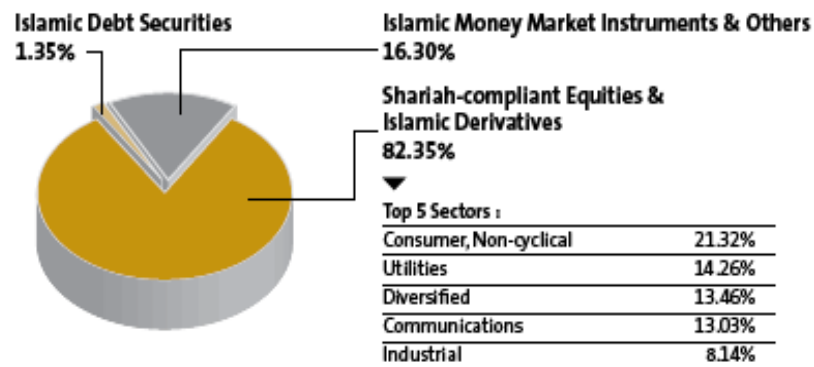 Islamic Debt Securities
1.35%
Islamic Money Market Instruments & Others
16.30%
Shariah-compliant Equities &
Islamic Derivatives
82.35%
Top 5 Sectors :
Consumer, Non-cyclical 21.32%
Utilities 14.26%
Diversified 13.46%
Communications 13.03%
Industrial 8.14%